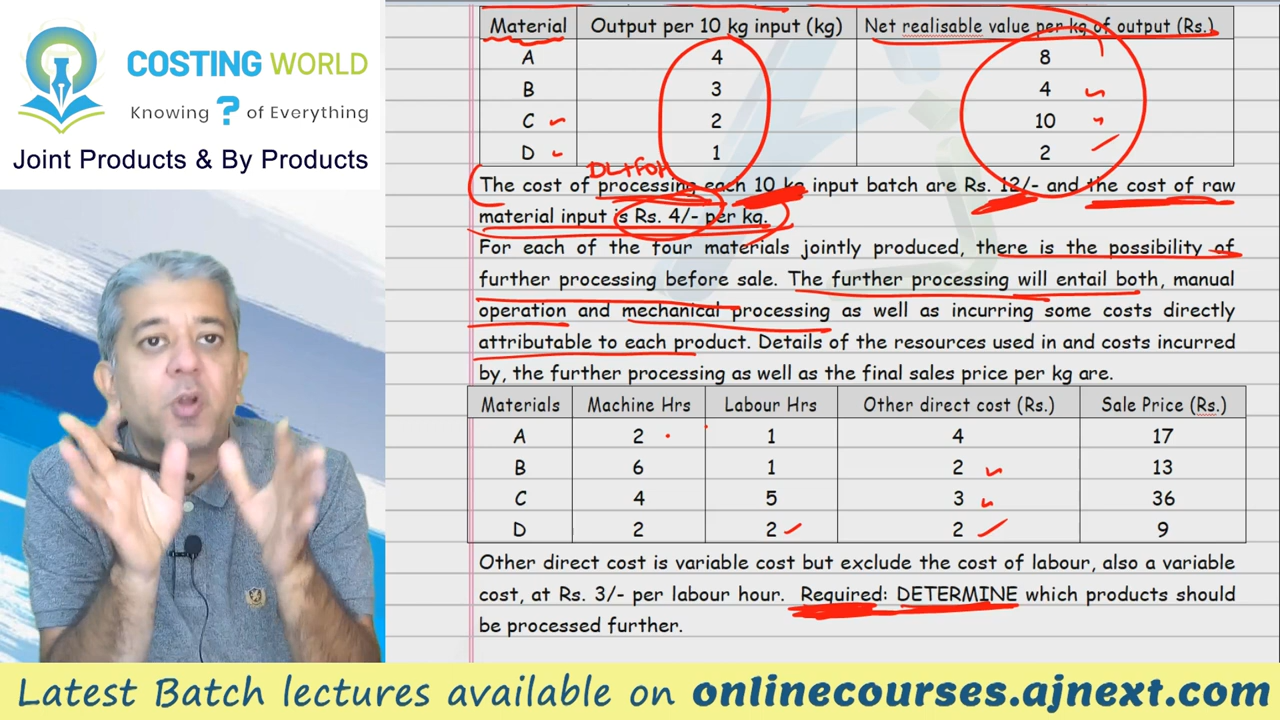 COSTING WORLD
Knowing ? of Everything
Joint Products & By Products
Material Output per 10 kg input (kg) Net realisable value per kg of output (Rs.)
A 4 8
B 3 4
C 2 10
D 1 2
DL+FOH
The cost of processing each 10 kg input batch are Rs. 12/- and the cost of raw
material input is Rs. 4/- per kg.
For each of the four materials jointly produced, there is the possibility of
further processing before sale. The further processing will entail both, manual
operation and mechanical processing as well as incurring some costs directly
attributable to each product. Details of the resources used in and costs incurred
by, the further processing as well as the final sales price per kg are.
Materials Machine Hrs Labour Hrs Other direct cost (Rs.) Sale Price (Rs.)
A 2 1 4 17
B 6 1 2 13
C 4 5 3 36
D 2 2 2 9
Other direct cost is variable cost but exclude the cost of labour, also a variable
cost, at Rs. 3/- per labour hour. Required: DETERMINE which products should
be processed further.
Latest Batch lectures available on onlinecourses.ajnext.com